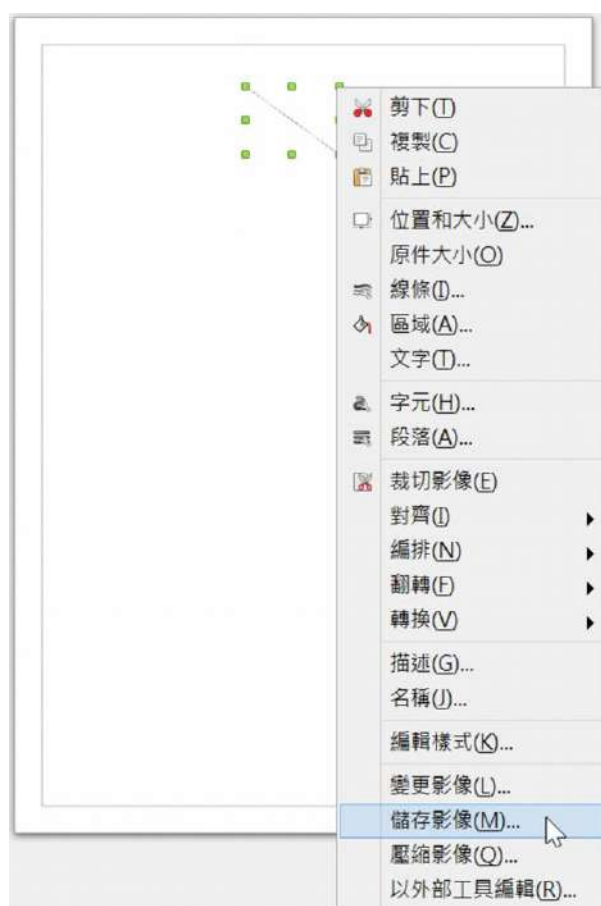 剪下(T)
複製(C)
貼上(P)
位置和大小(Z)...
原件大小(O)
線條(I)...
區域(A)...
文字(T)...
字元(H)...
段落(A)...
裁切影像(E)
對齊(I)
編排(N)
翻轉(F)
轉換(V)
描述(G)...
名稱(J)...
編輯樣式(K)...
變更影像(L)...
儲存影像(M)...
壓縮影像(Q)...
以外部工具編輯(R)...